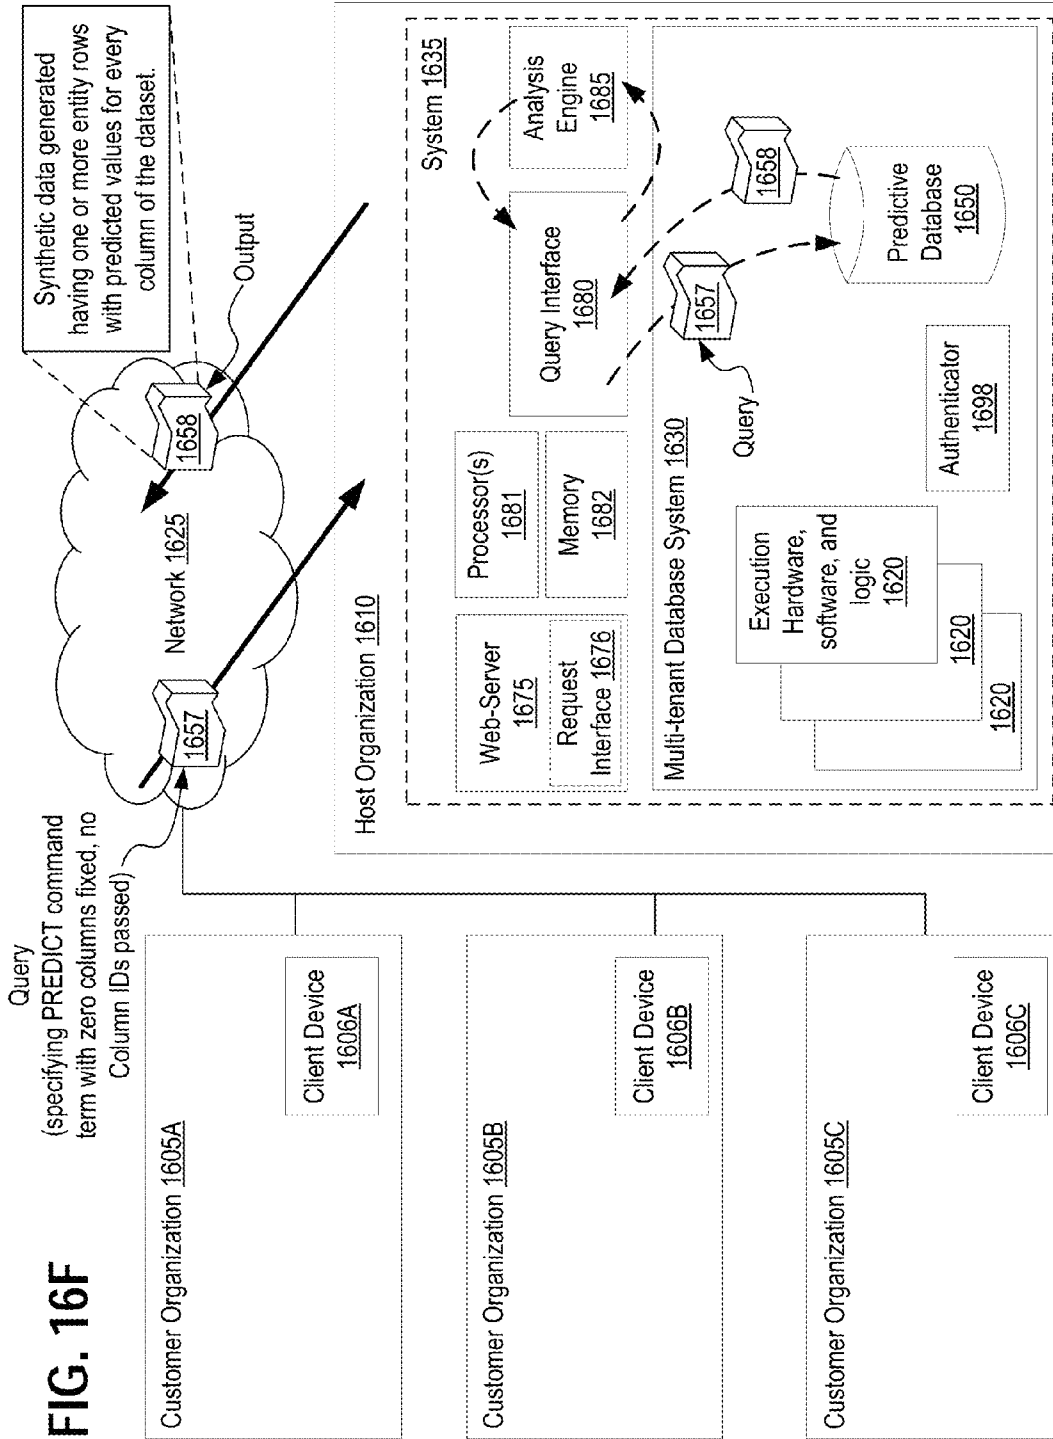 FIG. 16F
Query
(specifying PREDICT command
term with zero columns fixed, no
Column IDs passed)
Synthetic data generated
having one or more entity rows
with predicted values for every
column of the dataset.
1657
Network 1625
1658
Output
Customer Organization 1605A
Client Device
1606A
Customer Organization 1605B
Client Device
1606B
Customer Organization 1605C
Client Device
1606C
Host Organization 1610
System 1635
Web-Server
1675
Request
Interface 1676
Processor(s)
1681
Memory
1682
Query Interface
1680
Analysis
Engine
1685
Multi-tenant Database System 1630
Query
1657
1658
Execution
Hardware,
software, and
logic
1620
1620
1620
Authenticator
1698
Predictive
Database
1650